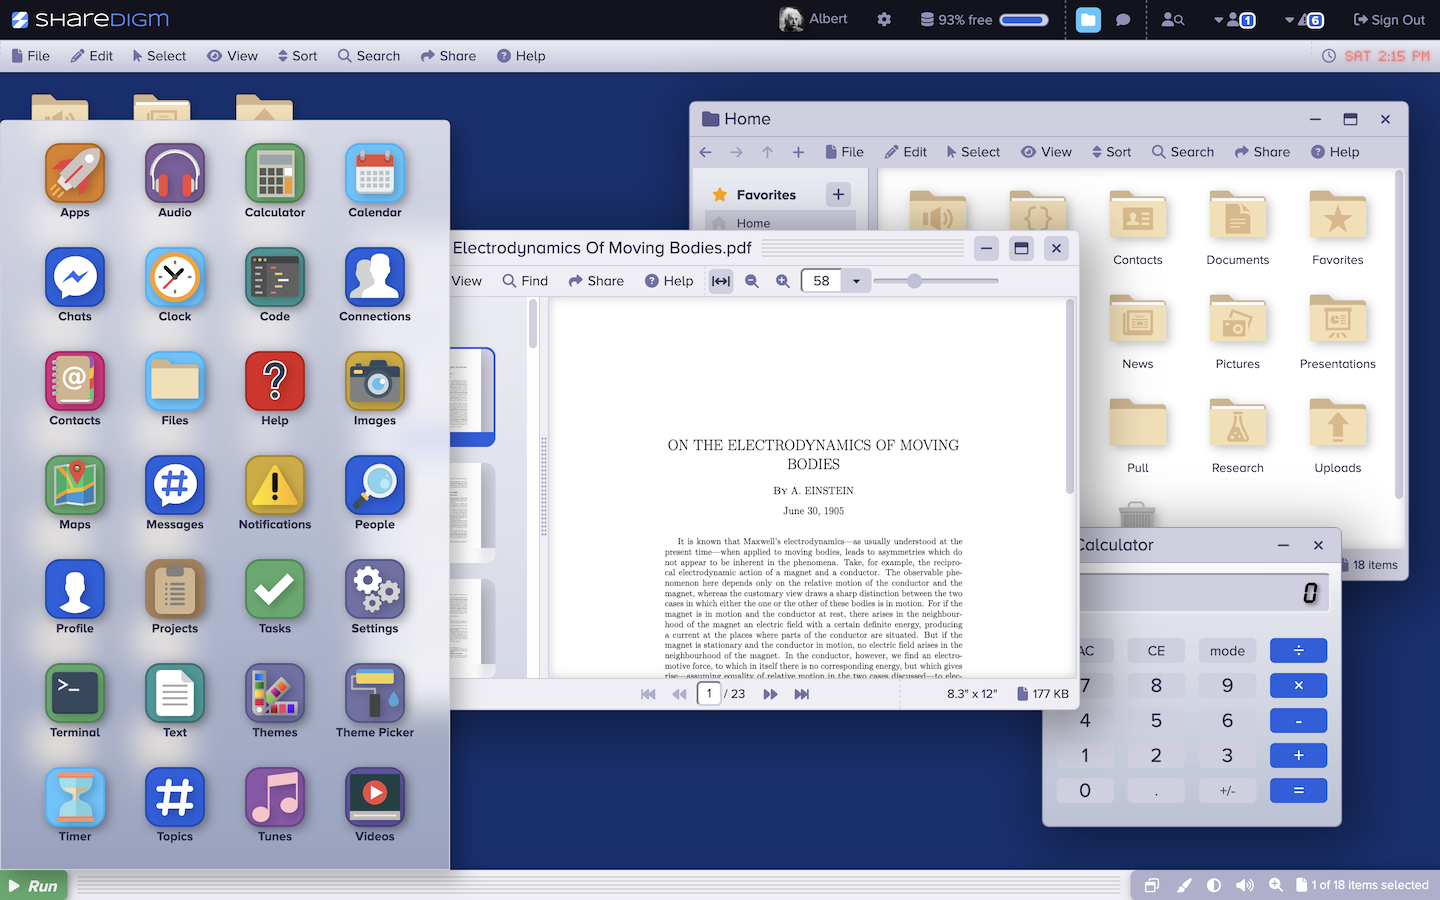 SHAREDIGM
Albert
93% free
1
6
Sign Out
File Edit Select View Sort Search Share Help
SAT 2:15 PM
Apps Audio Calculator Calendar
Chats Clock Code Connections
Contacts Files Help Images
Maps Messages Notifications People
Profile Projects Tasks Settings
Terminal Text Themes Theme Picker
Timer Topics Tunes Videos
Home
File Edit Select View Sort Search Share Help
Favorites
Home
Contacts Documents Favorites
News Pictures Presentations
Pull Research Uploads
18 items
Electrodynamics Of Moving Bodies.pdf
View Find Share Help 58
ON THE ELECTRODYNAMICS OF MOVING
BODIES
By A. EINSTEIN
June 30, 1905
It is known that Maxwell's electrodynamics—as usually understood at the
present time—when applied to moving bodies, leads to asymmetries which do
not appear to be inherent in the phenomena. Take, for example, the recipro-
cal electrodynamic action of a magnet and a conductor. The observable phe-
nomenon here depends only on the relative motion of the conductor and the
magnet, whereas the customary view draws a sharp distinction between the two
cases in which either the one or the other of these bodies is in motion. For if the
magnet is in motion and the conductor at rest, there arises in the neighbour-
hood of the magnet an electric field with a certain definite energy, producing
a current at the places where parts of the conductor are situated. But if the
magnet is stationary and the conductor in motion, no electric field arises in the
neighbourhood of the magnet. In the conductor, however, we find an electro-
motive force, to which in itself there is no corresponding energy, but which gives
rise—assuming equality of relative motion in the two cases discussed—to elec-
1 / 23
8.3" x 12"
177 KB
Calculator
0
AC CE mode ÷
7 8 9 ×
4 5 6 -
1 2 3 +
0 . +/- =
Run
1 of 18 items selected